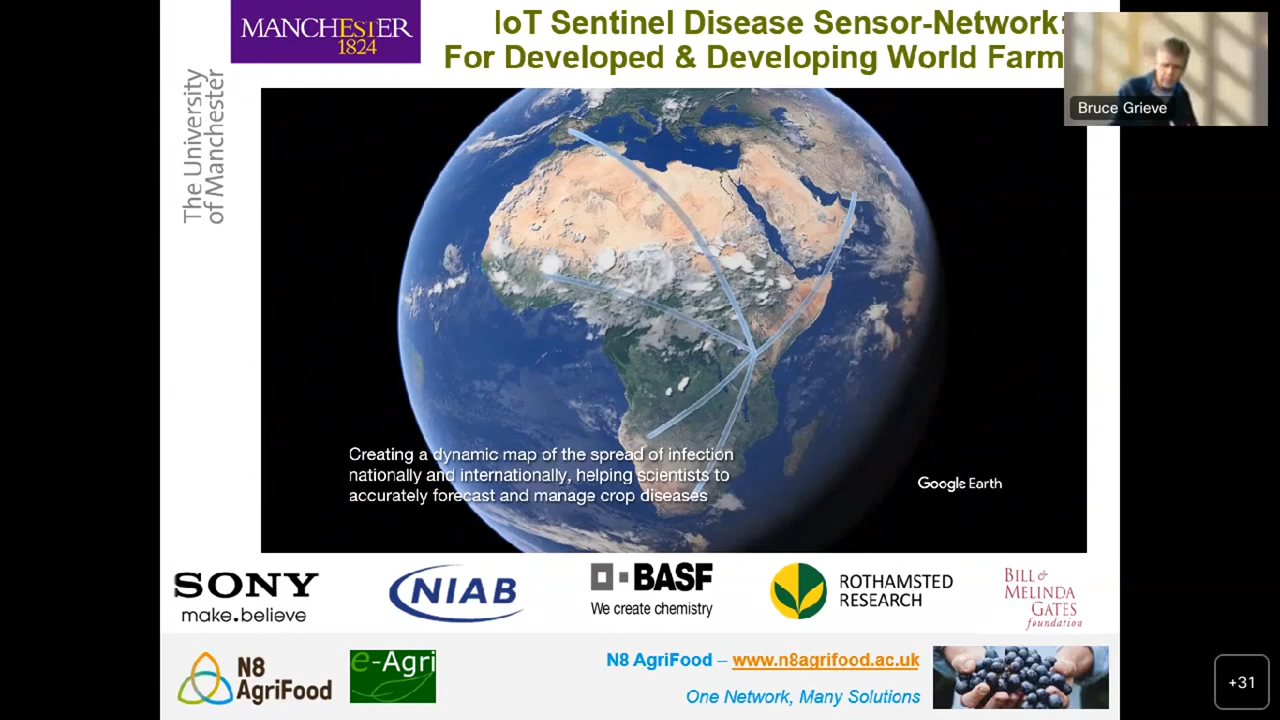 MANCHESTER
1824
The University
of Manchester
IoT Sentinel Disease Sensor-Network:
For Developed & Developing World Farm
Bruce Grieve
Creating a dynamic map of the spread of infection
nationally and internationally, helping scientists to
accurately forecast and manage crop diseases
Google Earth
SONY
make.believe
NIAB
BASF
We create chemistry
ROTHAMSTED
RESEARCH
BILL &
MELINDA
GATES
foundation
N8
AgriFood
e-Agri
N8 AgriFood – www.n8agrifood.ac.uk
One Network, Many Solutions
+31